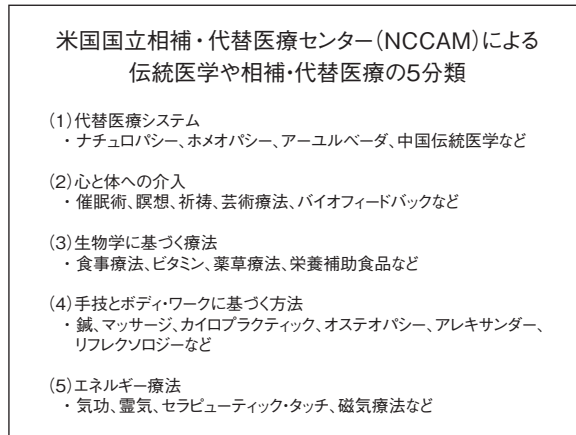 米国国立相補・代替医療センター(NCCAM)による
伝統医学や相補・代替医療の5分類
(1)代替医療システム
・ナチュロパシー、ホメオパシー、アーユルベーダ、中国伝統医学など
(2)心と体への介入
・催眠術、瞑想、祈祷、芸術療法、バイオフィードバックなど
(3)生物学に基づく療法
・食事療法、ビタミン、薬草療法、栄養補助食品など
(4)手技とボディ・ワークに基づく方法
・鍼、マッサージ、カイロプラクティック、オステオパシー、アレキサンダー、
リフレクソロジーなど
(5)エネルギー療法
・気功、霊気、セラピューティック・タッチ、磁気療法など